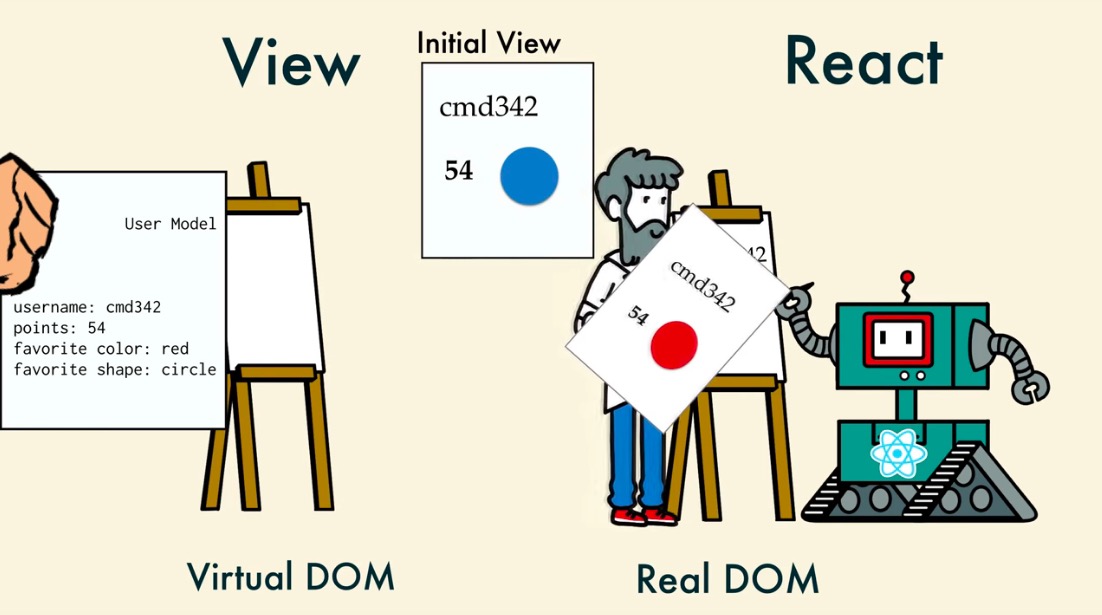 View
Initial View
React
cmd342
54
User Model
username: cmd342
points: 54
favorite color: red
favorite shape: circle
42
cmd342
54
Virtual DOM
Real DOM